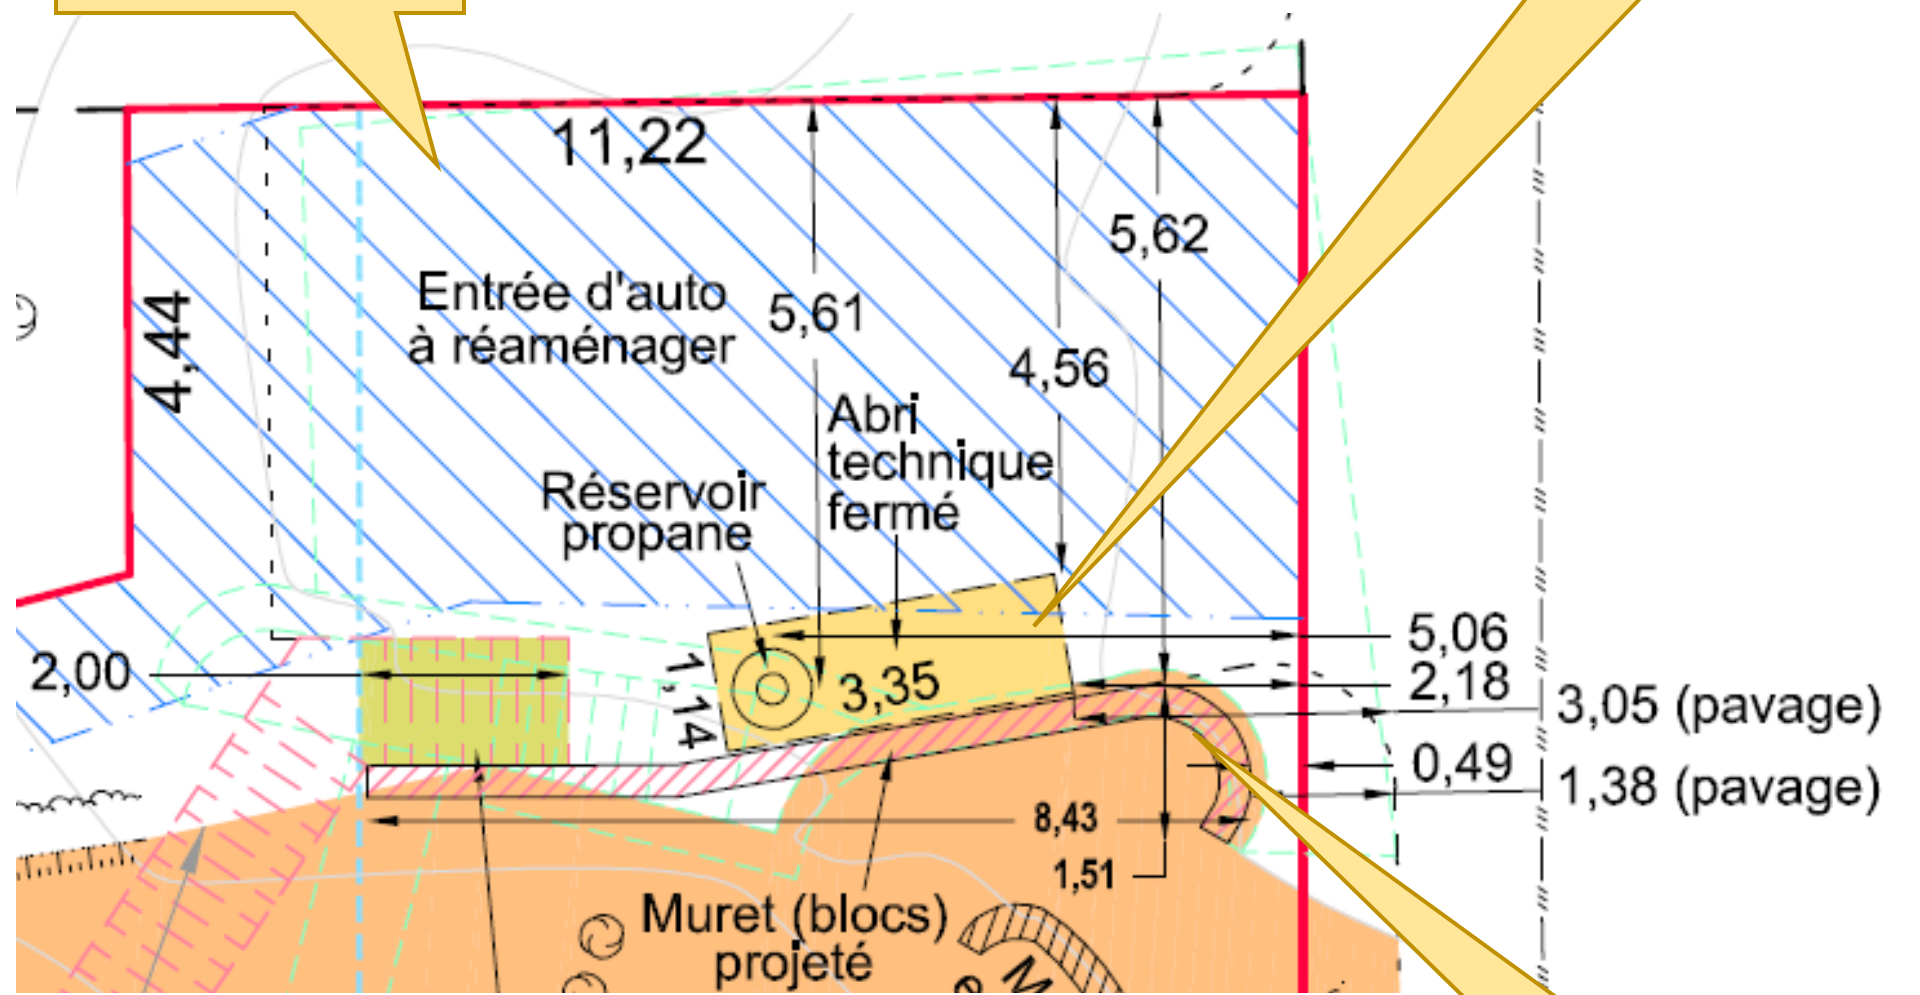 11,22
5,62
Entrée d'auto
à réaménager
5,61
4,44
4,56
Abri
technique
fermé
Réservoir
propane
5,06
2,00
1,14
3,35
2,18
3,05 (pavage)
0,49
1,38 (pavage)
8,43
1,51
Muret (blocs)
projeté